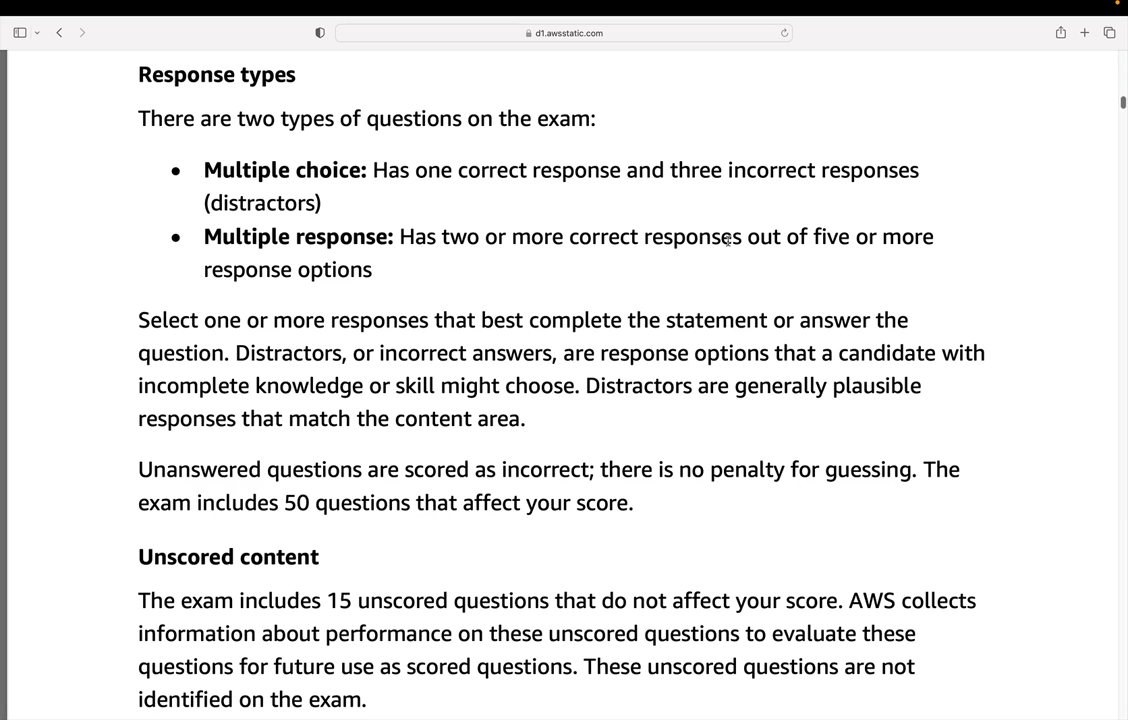 d1.awsstatic.com
Response types
There are two types of questions on the exam:
• Multiple choice: Has one correct response and three incorrect responses
(distractors)
• Multiple response: Has two or more correct responses out of five or more
response options
Select one or more responses that best complete the statement or answer the
question. Distractors, or incorrect answers, are response options that a candidate with
incomplete knowledge or skill might choose. Distractors are generally plausible
responses that match the content area.
Unanswered questions are scored as incorrect; there is no penalty for guessing. The
exam includes 50 questions that affect your score.
Unscored content
The exam includes 15 unscored questions that do not affect your score. AWS collects
information about performance on these unscored questions to evaluate these
questions for future use as scored questions. These unscored questions are not
identified on the exam.